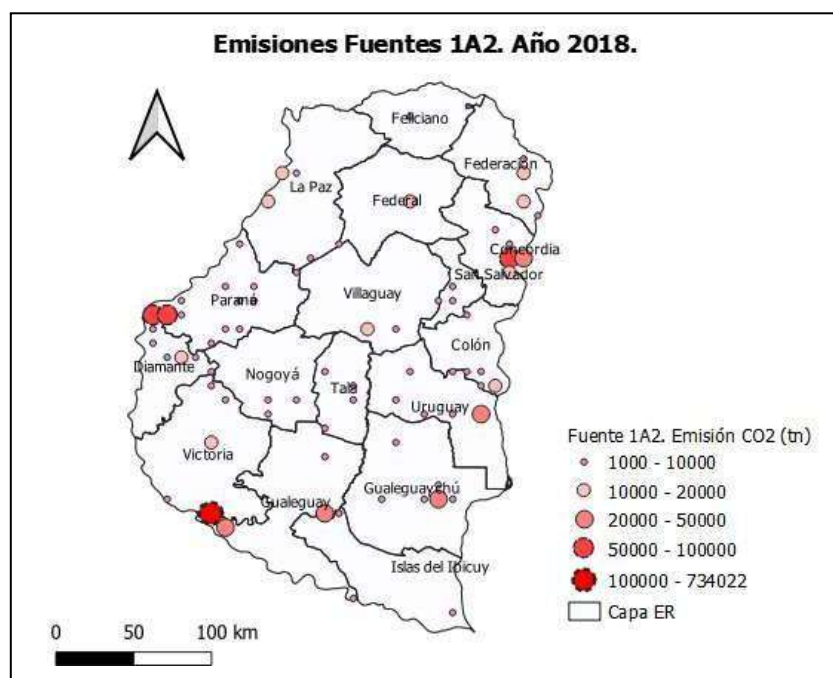 Emisiones Fuentes 1A2. Año 2018.
Feliciano
Federación
La Paz
Federal
Concordia
San Salvador
Paraná
Villaguay
Colón
Diamante
Nogoyá
Tala
Uruguay
Victoria
Gualeguay
Gualeguaychú
Islas del Ibicuy
Fuente 1A2. Emisión CO2 (tn)
1000 - 10000
10000 - 20000
20000 - 50000
50000 - 100000
100000 - 734022
Capa ER
0 50 100 km